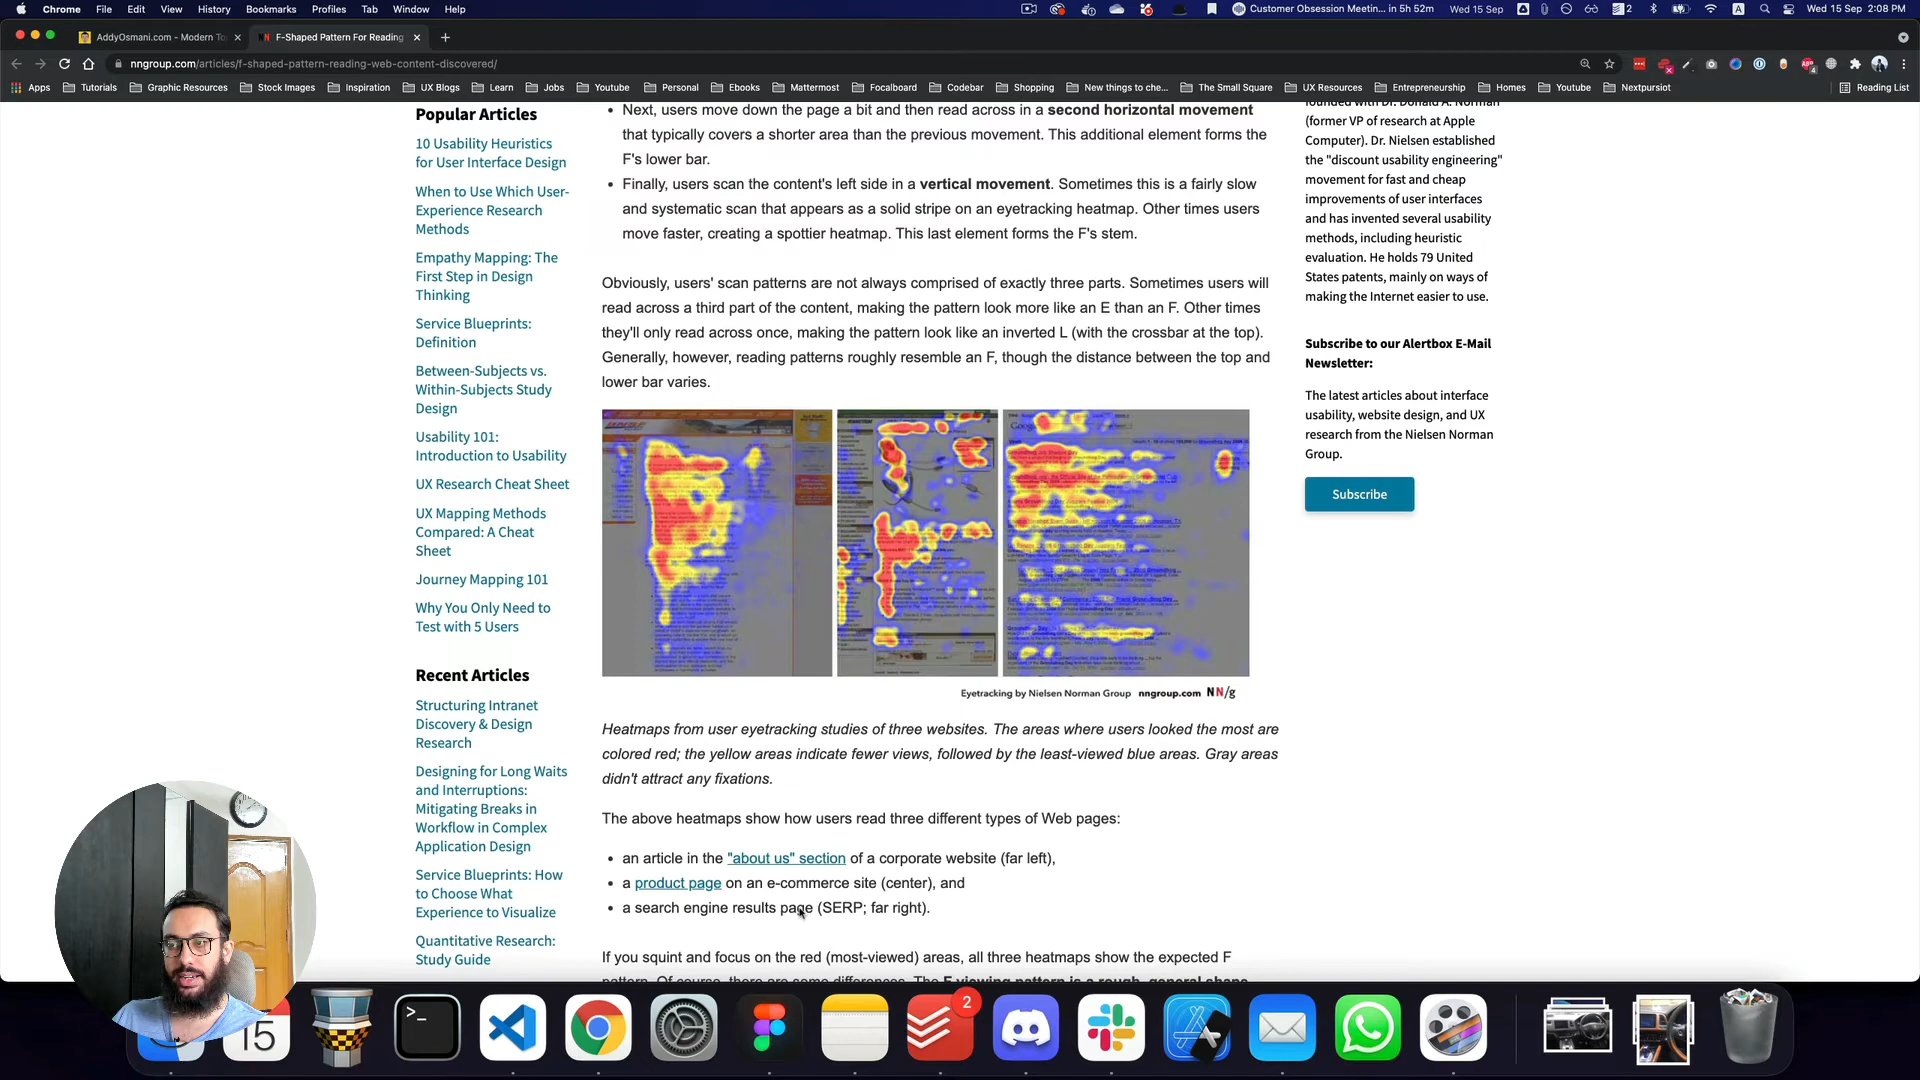 Chrome File Edit View History Bookmarks Profiles Tab Window Help
Customer Obsession Meetin... in 5h 52m Wed 15 Sep 2 Wed 15 Sep 2:08 PM
AddyOsmani.com - Modern To
F-Shaped Pattern For Reading
nngroup.com/articles/f-shaped-pattern-reading-web-content-discovered/
Apps Tutorials Graphic Resources Stock Images Inspiration UX Blogs Learn Jobs Youtube Personal Ebooks Mattermost Focalboard Codebar Shopping New things to che... The Small Square UX Resources Entrepreneurship Homes Youtube Nextpursiot Reading List
Popular Articles
10 Usability Heuristics
for User Interface Design
When to Use Which User-
Experience Research
Methods
Empathy Mapping: The
First Step in Design
Thinking
Service Blueprints:
Definition
Between-Subjects vs.
Within-Subjects Study
Design
Usability 101:
Introduction to Usability
UX Research Cheat Sheet
UX Mapping Methods
Compared: A Cheat
Sheet
Journey Mapping 101
Why You Only Need to
Test with 5 Users
Recent Articles
Structuring Intranet
Discovery & Design
Research
Designing for Long Waits
and Interruptions:
Mitigating Breaks in
Workflow in Complex
Application Design
Service Blueprints: How
to Choose What
Experience to Visualize
Quantitative Research:
Study Guide
• Next, users move down the page a bit and then read across in a second horizontal movement
that typically covers a shorter area than the previous movement. This additional element forms the
F's lower bar.
• Finally, users scan the content's left side in a vertical movement. Sometimes this is a fairly slow
and systematic scan that appears as a solid stripe on an eyetracking heatmap. Other times users
move faster, creating a spottier heatmap. This last element forms the F's stem.
Obviously, users' scan patterns are not always comprised of exactly three parts. Sometimes users will
read across a third part of the content, making the pattern look more like an E than an F. Other times
they'll only read across once, making the pattern look like an inverted L (with the crossbar at the top).
Generally, however, reading patterns roughly resemble an F, though the distance between the top and
lower bar varies.
Eyetracking by Nielsen Norman Group nngroup.com NN/g
Heatmaps from user eyetracking studies of three websites. The areas where users looked the most are
colored red; the yellow areas indicate fewer views, followed by the least-viewed blue areas. Gray areas
didn't attract any fixations.
The above heatmaps show how users read three different types of Web pages:
• an article in the "about us" section of a corporate website (far left),
• a product page on an e-commerce site (center), and
• a search engine results page (SERP; far right).
If you squint and focus on the red (most-viewed) areas, all three heatmaps show the expected F
pattern. Of course, there are some differences. The F viewing pattern is a rough, general shape
founded with Dr. Donald A. Norman
(former VP of research at Apple
Computer). Dr. Nielsen established
the "discount usability engineering"
movement for fast and cheap
improvements of user interfaces
and has invented several usability
methods, including heuristic
evaluation. He holds 79 United
States patents, mainly on ways of
making the Internet easier to use.
Subscribe to our Alertbox E-Mail
Newsletter:
The latest articles about interface
usability, website design, and UX
research from the Nielsen Norman
Group.
Subscribe
15
2